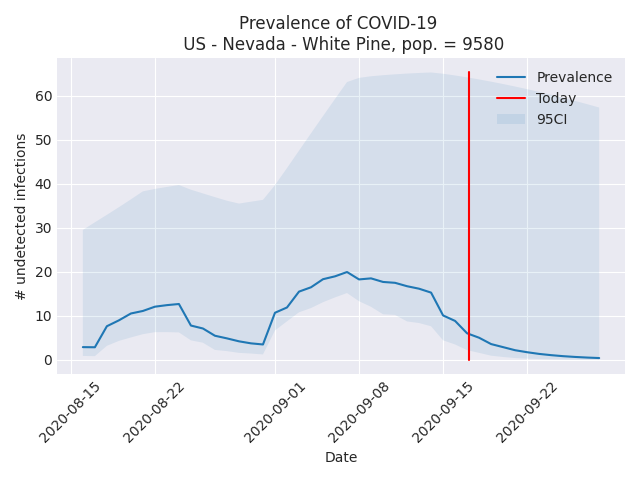 Prevalence of COVID-19
US - Nevada - White Pine, pop. = 9580
# undetected infections
60
50
40
30
20
10
0
Prevalence
Today
95CI
2020-08-15
2020-08-22
2020-09-01
2020-09-08
2020-09-15
2020-09-22
Date